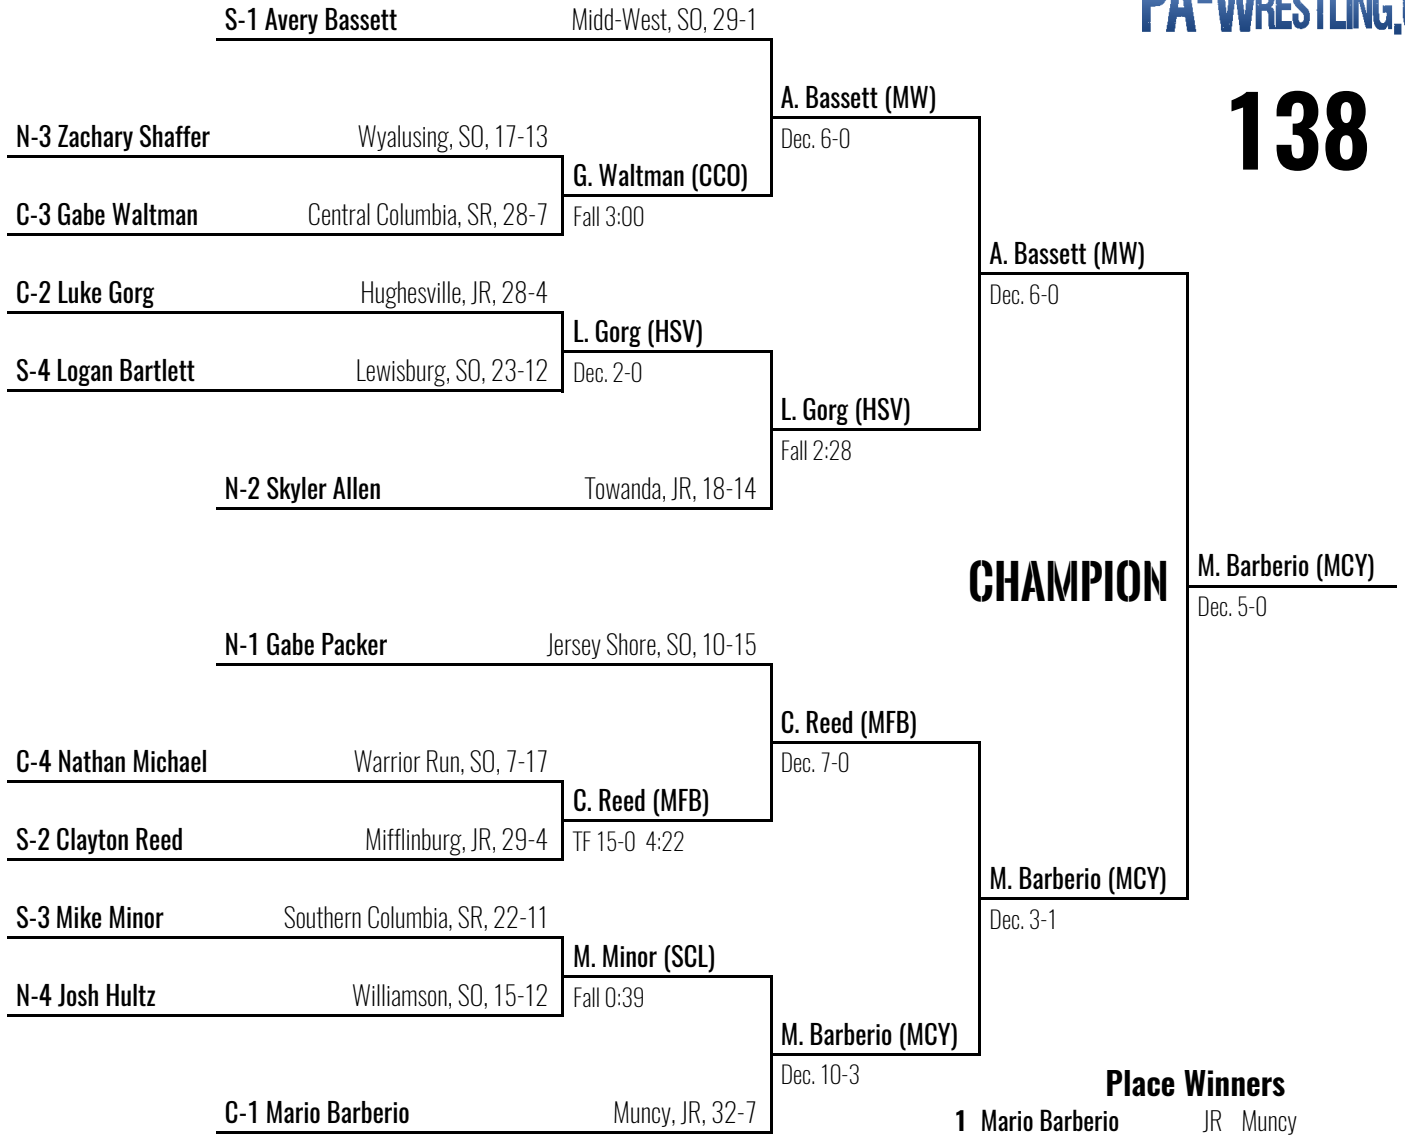 PA-WRESTLING.
138
S-1 Avery Bassett Midd-West, SO, 29-1
A. Bassett (MW)
Dec. 6-0
N-3 Zachary Shaffer Wyalusing, SO, 17-13
G. Waltman (CCO)
Fall 3:00
C-3 Gabe Waltman Central Columbia, SR, 28-7
A. Bassett (MW)
Dec. 6-0
C-2 Luke Gorg Hughesville, JR, 28-4
L. Gorg (HSV)
Dec. 2-0
S-4 Logan Bartlett Lewisburg, SO, 23-12
L. Gorg (HSV)
Fall 2:28
N-2 Skyler Allen Towanda, JR, 18-14
CHAMPION
M. Barberio (MCY)
Dec. 5-0
N-1 Gabe Packer Jersey Shore, SO, 10-15
C. Reed (MFB)
Dec. 7-0
C-4 Nathan Michael Warrior Run, SO, 7-17
C. Reed (MFB)
TF 15-0 4:22
S-2 Clayton Reed Mifflinburg, JR, 29-4
M. Barberio (MCY)
Dec. 3-1
S-3 Mike Minor Southern Columbia, SR, 22-11
M. Minor (SCL)
Fall 0:39
N-4 Josh Hultz Williamson, SO, 15-12
M. Barberio (MCY)
Dec. 10-3
C-1 Mario Barberio Muncy, JR, 32-7
Place Winners
1 Mario Barberio JR Muncy